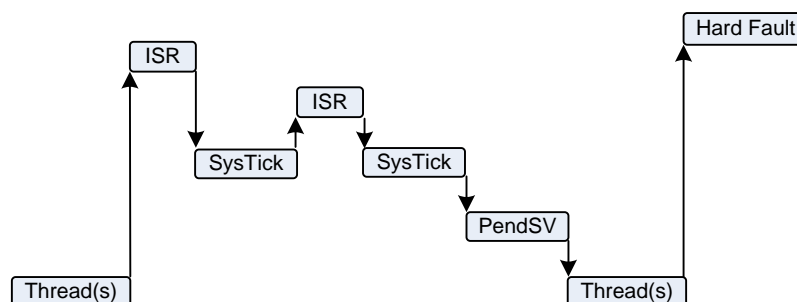 Hard Fault
ISR
ISR
SysTick
SysTick
PendSV
Thread(s)
Thread(s)